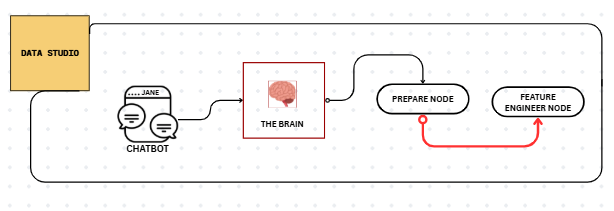 DATA STUDIO
.... JANE
CHATBOT
THE BRAIN
PREPARE NODE
FEATURE
ENGINEER NODE